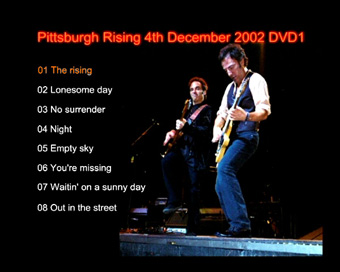 Pittsburgh Rising 4th December 2002 DVD1
01 The rising
02 Lonesome day
03 No surrender
04 Night
05 Empty sky
06 You're missing
07 Waitin' on a sunny day
08 Out in the street